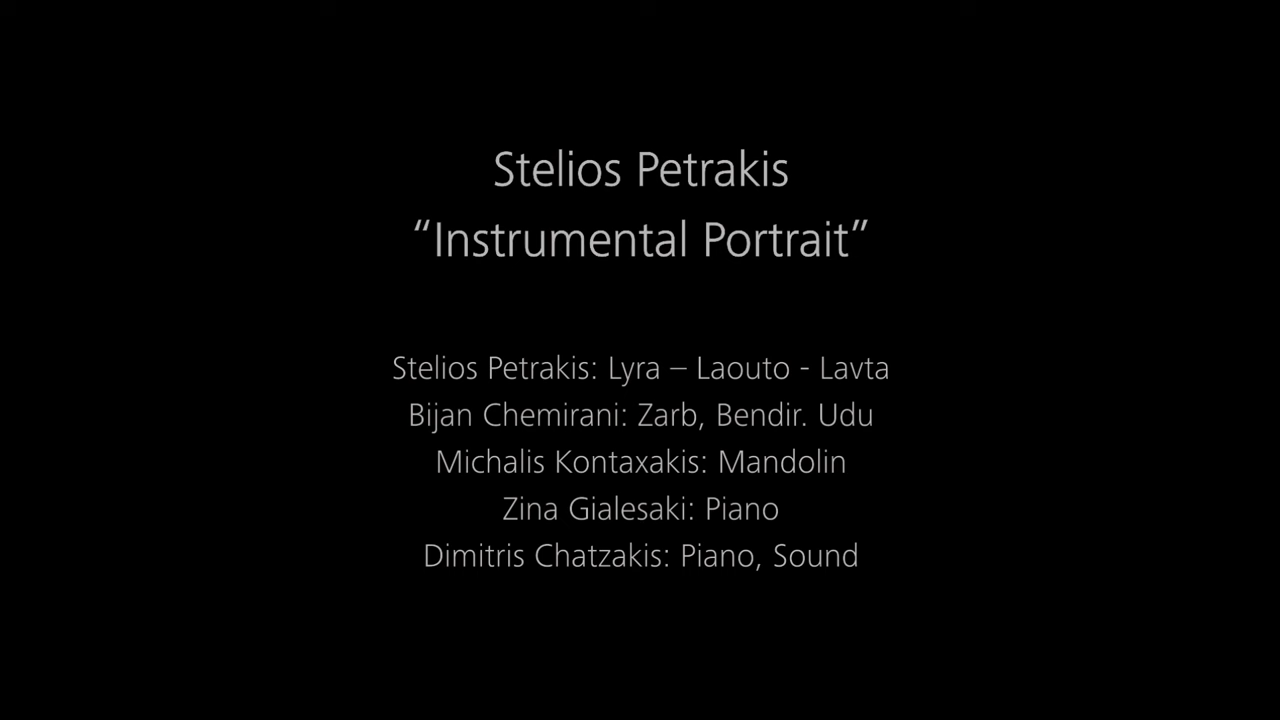 Stelios Petrakis
“Instrumental Portrait”
Stelios Petrakis: Lyra – Laouto - Lavta
Bijan Chemirani: Zarb, Bendir. Udu
Michalis Kontaxakis: Mandolin
Zina Gialesaki: Piano
Dimitris Chatzakis: Piano, Sound